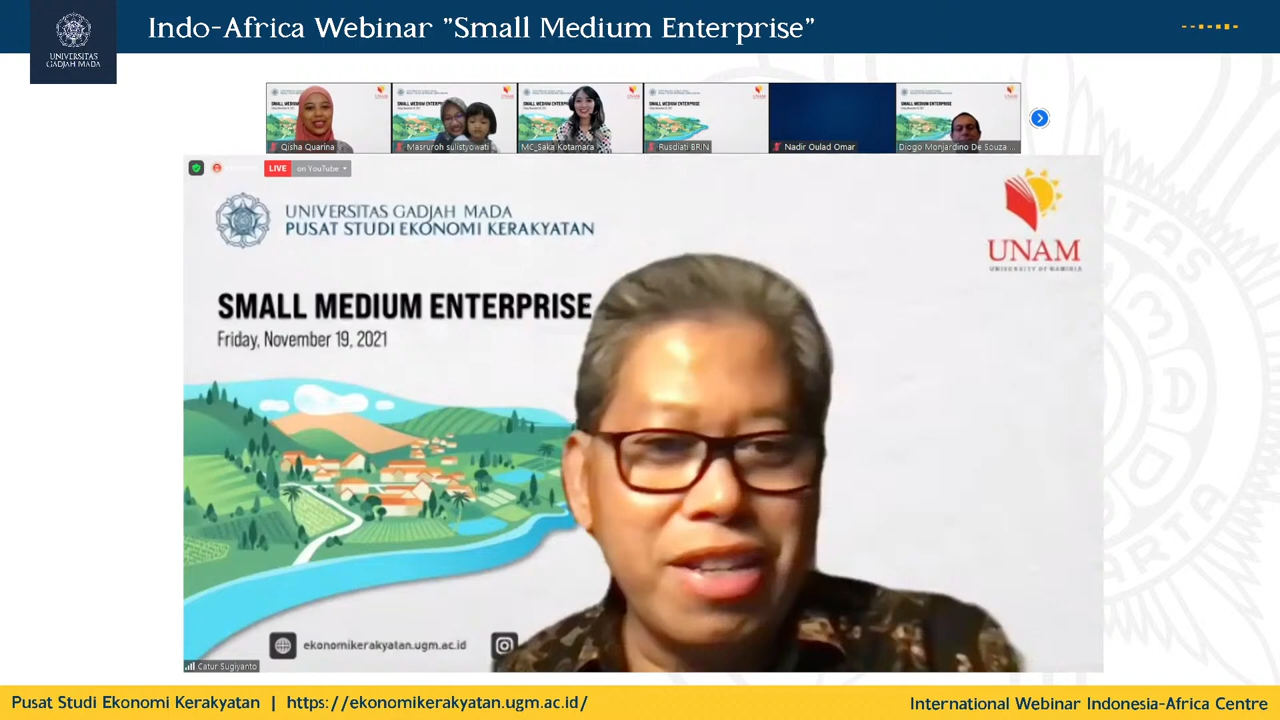 Indo-Africa Webinar "Small Medium Enterprise"
UNIVERSITAS
GADJAH MADA
Qisha Quarina
Masruroh sulistyowati
MC_Saka Kotamara
Rusdiati BRIN
Nadir Oulad Omar
Diogo Monjardino De Souza ...
LIVE on YouTube
UNIVERSITAS GADJAH MADA
PUSAT STUDI EKONOMI KERAKYATAN
UNAM
UNIVERSITY OF NAMIBIA
SMALL MEDIUM ENTERPRISE
Friday, November 19, 2021
ekonomikerakyatan.ugm.ac.id
Catur Sugiyanto
Pusat Studi Ekonomi Kerakyatan | https://ekonomikerakyatan.ugm.ac.id/
International Webinar Indonesia-Africa Centre